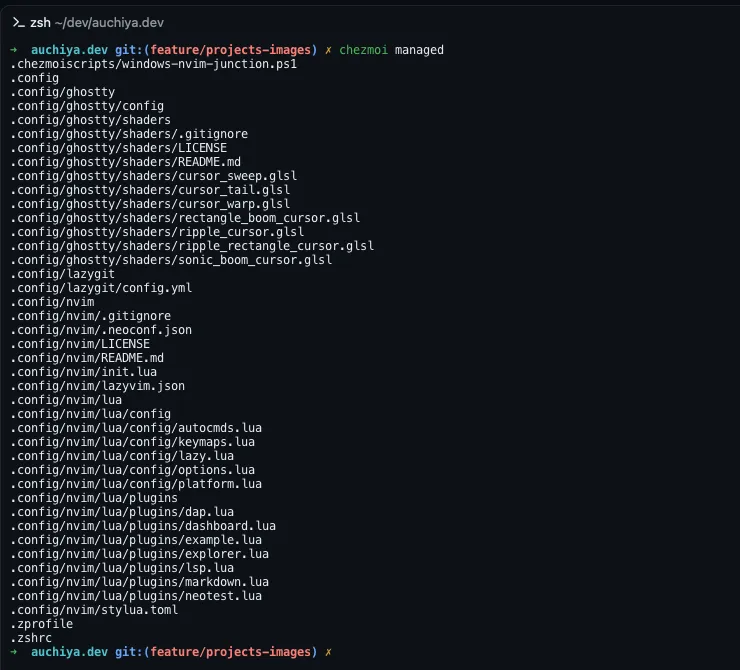 >_ zsh ~/dev/auchiya.dev
→ auchiya.dev git:(feature/projects-images) ✗ chezmoi managed
.chezmoiscripts/windows-nvim-junction.ps1
.config
.config/ghostty
.config/ghostty/config
.config/ghostty/shaders
.config/ghostty/shaders/.gitignore
.config/ghostty/shaders/LICENSE
.config/ghostty/shaders/README.md
.config/ghostty/shaders/cursor_sweep.glsl
.config/ghostty/shaders/cursor_tail.glsl
.config/ghostty/shaders/cursor_warp.glsl
.config/ghostty/shaders/rectangle_boom_cursor.glsl
.config/ghostty/shaders/ripple_cursor.glsl
.config/ghostty/shaders/ripple_rectangle_cursor.glsl
.config/ghostty/shaders/sonic_boom_cursor.glsl
.config/lazygit
.config/lazygit/config.yml
.config/nvim
.config/nvim/.gitignore
.config/nvim/.neoconf.json
.config/nvim/LICENSE
.config/nvim/README.md
.config/nvim/init.lua
.config/nvim/lazyvim.json
.config/nvim/lua
.config/nvim/lua/config
.config/nvim/lua/config/autocmds.lua
.config/nvim/lua/config/keymaps.lua
.config/nvim/lua/config/lazy.lua
.config/nvim/lua/config/options.lua
.config/nvim/lua/config/platform.lua
.config/nvim/lua/plugins
.config/nvim/lua/plugins/dap.lua
.config/nvim/lua/plugins/dashboard.lua
.config/nvim/lua/plugins/example.lua
.config/nvim/lua/plugins/explorer.lua
.config/nvim/lua/plugins/lsp.lua
.config/nvim/lua/plugins/markdown.lua
.config/nvim/lua/plugins/neotest.lua
.config/nvim/stylua.toml
.zprofile
.zshrc
→ auchiya.dev git:(feature/projects-images) ✗